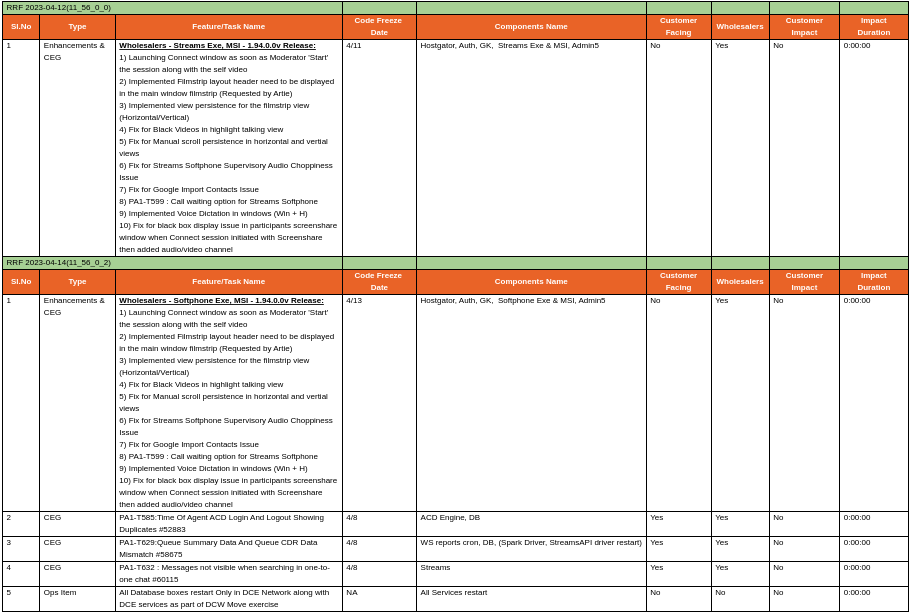 RRF 2023-04-12(11_56_0_0)
Sl.No Type Feature/Task Name Code Freeze Date Components Name Customer Facing Wholesalers Customer Impact Impact Duration
1 Enhancements & CEG Wholesalers - Streams Exe, MSI - 1.94.0.0v Release: 4/11 Hostgator, Auth, GK,  Streams Exe & MSI, Admin5 No Yes No 0:00:00
1) Launching Connect window as soon as Moderator 'Start'
the session along with the self video
2) Implemented Filmstrip layout header need to be displayed
in the main window filmstrip (Requested by Artie)
3) Implemented view persistence for the filmstrip view
(Horizontal/Vertical)
4) Fix for Black Videos in highlight talking view
5) Fix for Manual scroll persistence in horizontal and vertial
views
6) Fix for Streams Softphone Supervisory Audio Choppiness
Issue
7) Fix for Google Import Contacts Issue
8) PA1-T599 : Call waiting option for Streams Softphone
9) Implemented Voice Dictation in windows (Win + H)
10) Fix for black box display issue in participants screenshare
window when Connect session initiated with Screenshare
then added audio/video channel
RRF 2023-04-14(11_56_0_2)
Sl.No Type Feature/Task Name Code Freeze Date Components Name Customer Facing Wholesalers Customer Impact Impact Duration
1 Enhancements & CEG Wholesalers - Softphone Exe, MSI - 1.94.0.0v Release: 4/13 Hostgator, Auth, GK,  Softphone Exe & MSI, Admin5 No Yes No 0:00:00
1) Launching Connect window as soon as Moderator 'Start'
the session along with the self video
2) Implemented Filmstrip layout header need to be displayed
in the main window filmstrip (Requested by Artie)
3) Implemented view persistence for the filmstrip view
(Horizontal/Vertical)
4) Fix for Black Videos in highlight talking view
5) Fix for Manual scroll persistence in horizontal and vertial
views
6) Fix for Streams Softphone Supervisory Audio Choppiness
Issue
7) Fix for Google Import Contacts Issue
8) PA1-T599 : Call waiting option for Streams Softphone
9) Implemented Voice Dictation in windows (Win + H)
10) Fix for black box display issue in participants screenshare
window when Connect session initiated with Screenshare
then added audio/video channel
2 CEG PA1-T585:Time Of Agent ACD Login And Logout Showing 4/8 ACD Engine, DB Yes Yes No 0:00:00
Duplicates #52883
3 CEG PA1-T629:Queue Summary Data And Queue CDR Data 4/8 WS reports cron, DB, (Spark Driver, StreamsAPI driver restart) Yes Yes No 0:00:00
Mismatch #58675
4 CEG PA1-T632 : Messages not visible when searching in one-to- 4/8 Streams Yes Yes No 0:00:00
one chat #60115
5 Ops Item All Database boxes restart Only in DCE Network along with NA All Services restart No No No 0:00:00
DCE services as part of DCW Move exercise